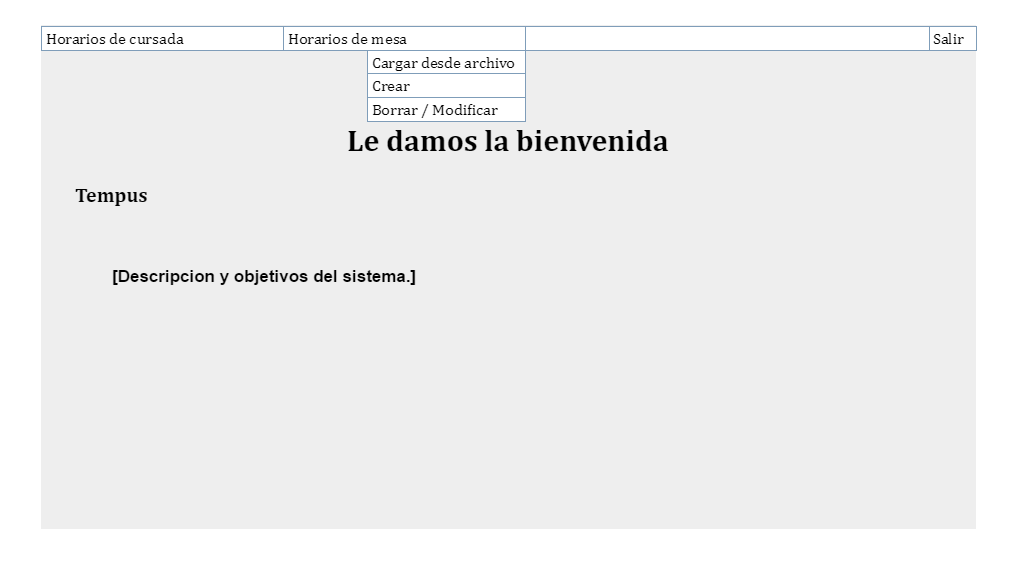 Horarios de cursada Horarios de mesa Salir
Cargar desde archivo
Crear
Borrar / Modificar
Le damos la bienvenida
Tempus
[Descripcion y objetivos del sistema.]